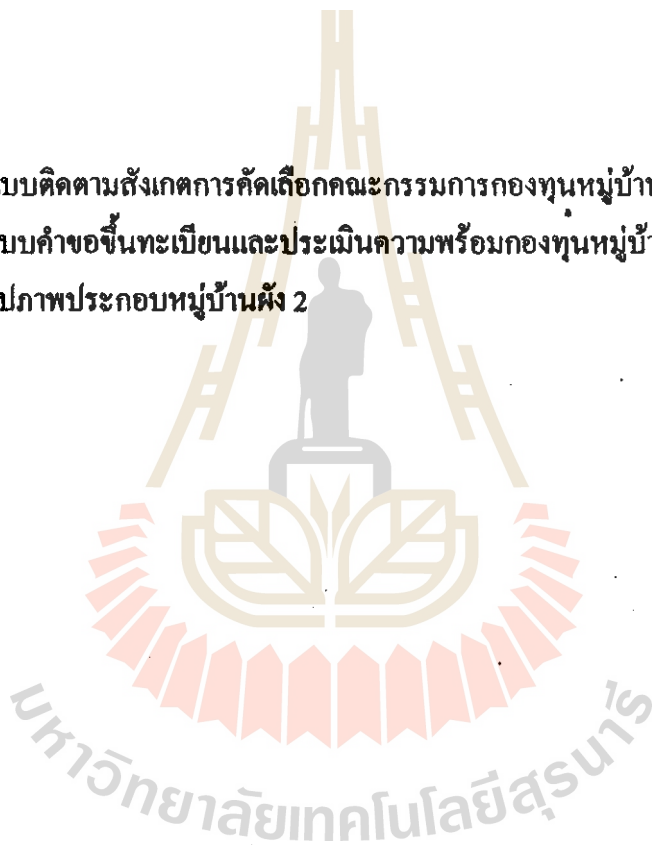 บบติดตามสังเกตการคัดเลือกคณะกรรมการกองทุนหมู่บ้าน
บบคำขอขึ้นทะเบียนและประเมินความพร้อมกองทุนหมู่บ้า
ปภาพประกอบหมู่บ้านผัง 2
มหาวิทยาลัยเทคโนโลยีสุรนารี